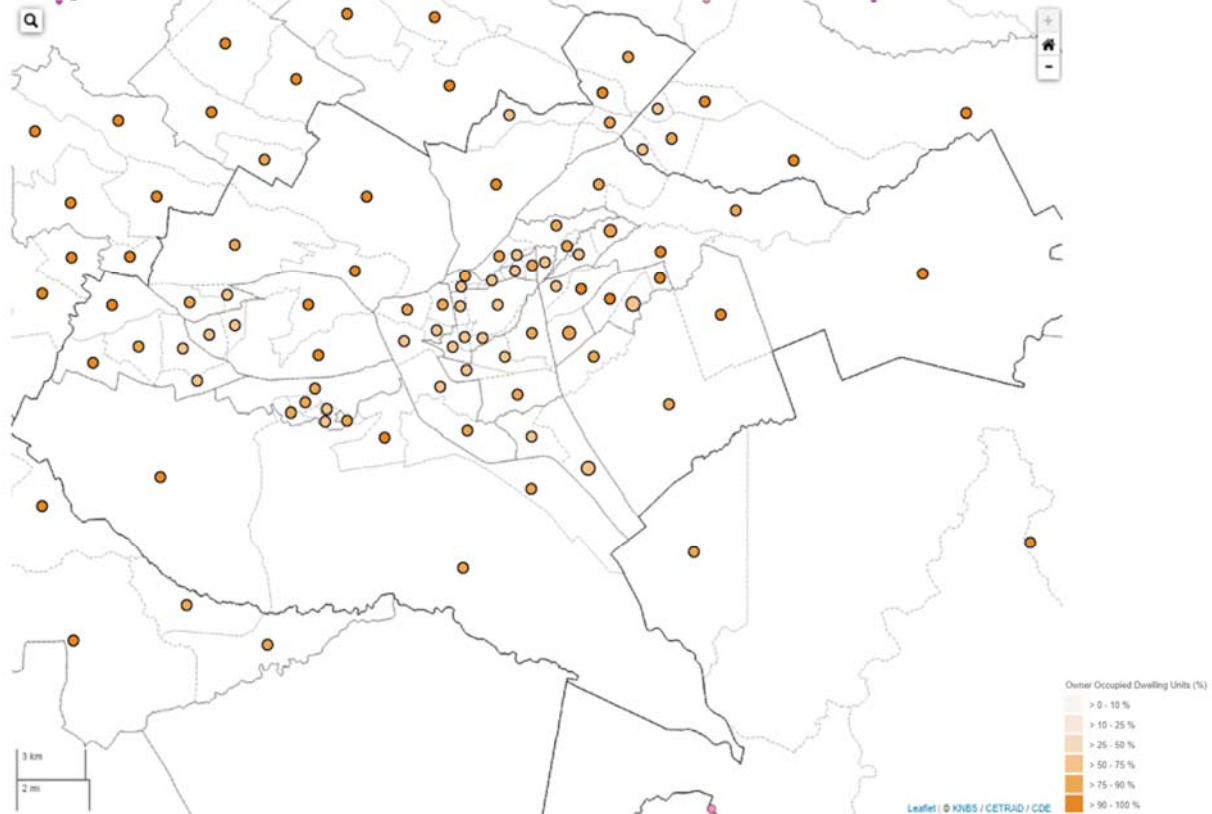 +
-
Owner Occupied Dwelling Units (%)
> 0 - 10 %
> 10 - 25 %
> 25 - 50 %
> 50 - 75 %
> 75 - 90 %
> 90 - 100 %
3 km
2 mi
Leaflet | © KNBS / CETRAD / CDE